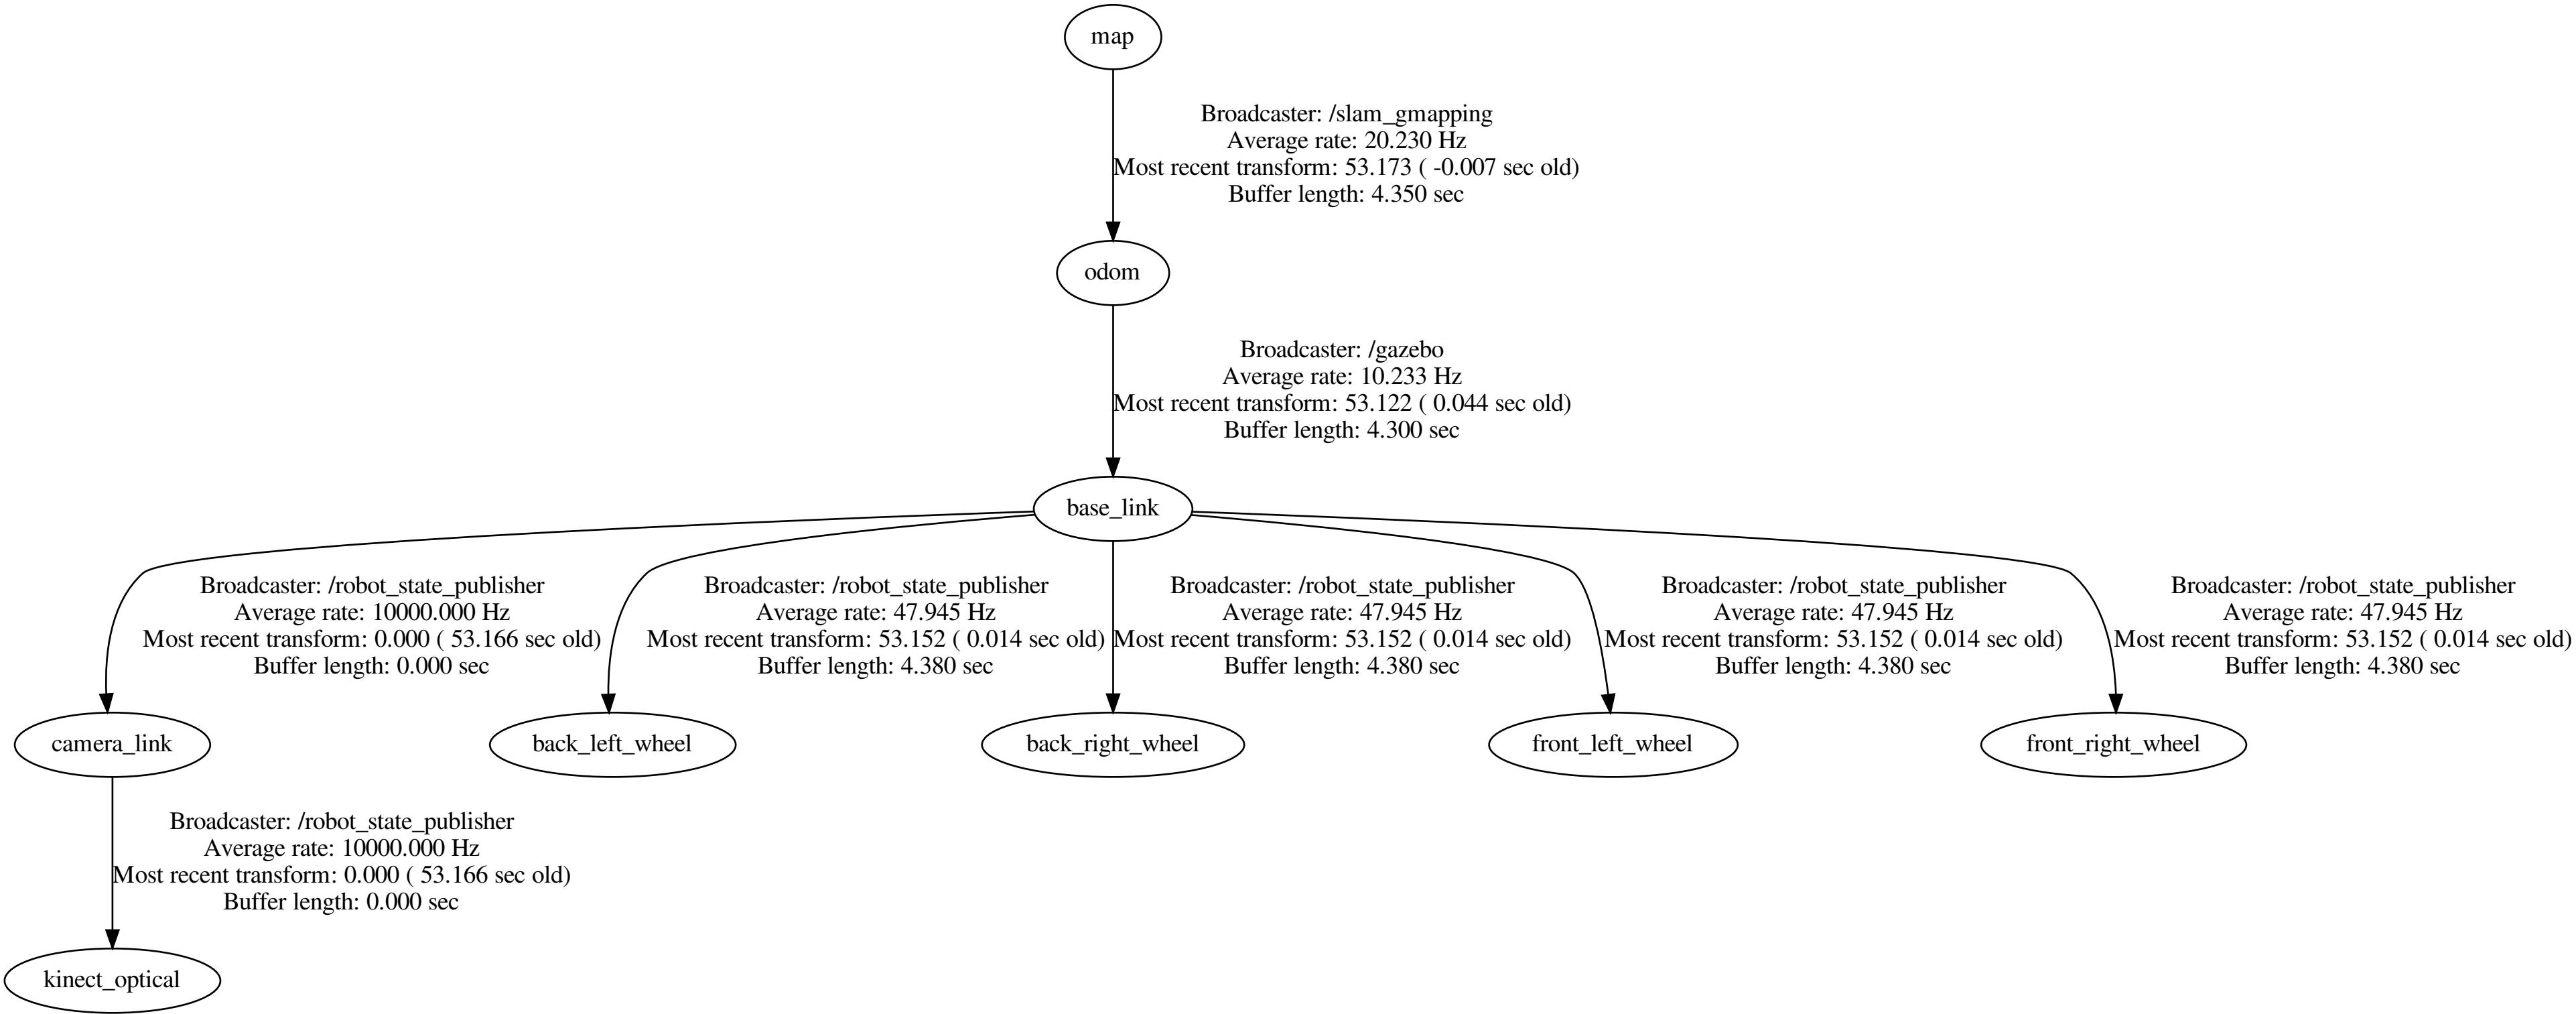 map
Broadcaster: /slam_gmapping
Average rate: 20.230 Hz
Most recent transform: 53.173 ( -0.007 sec old)
Buffer length: 4.350 sec
odom
Broadcaster: /gazebo
Average rate: 10.233 Hz
Most recent transform: 53.122 ( 0.044 sec old)
Buffer length: 4.300 sec
base_link
Broadcaster: /robot_state_publisher
Average rate: 10000.000 Hz
Most recent transform: 0.000 ( 53.166 sec old)
Buffer length: 0.000 sec
Broadcaster: /robot_state_publisher
Average rate: 47.945 Hz
Most recent transform: 53.152 ( 0.014 sec old)
Buffer length: 4.380 sec
Broadcaster: /robot_state_publisher
Average rate: 47.945 Hz
Most recent transform: 53.152 ( 0.014 sec old)
Buffer length: 4.380 sec
Broadcaster: /robot_state_publisher
Average rate: 47.945 Hz
Most recent transform: 53.152 ( 0.014 sec old)
Buffer length: 4.380 sec
Broadcaster: /robot_state_publisher
Average rate: 47.945 Hz
Most recent transform: 53.152 ( 0.014 sec old)
Buffer length: 4.380 sec
camera_link
back_left_wheel
back_right_wheel
front_left_wheel
front_right_wheel
Broadcaster: /robot_state_publisher
Average rate: 10000.000 Hz
Most recent transform: 0.000 ( 53.166 sec old)
Buffer length: 0.000 sec
kinect_optical